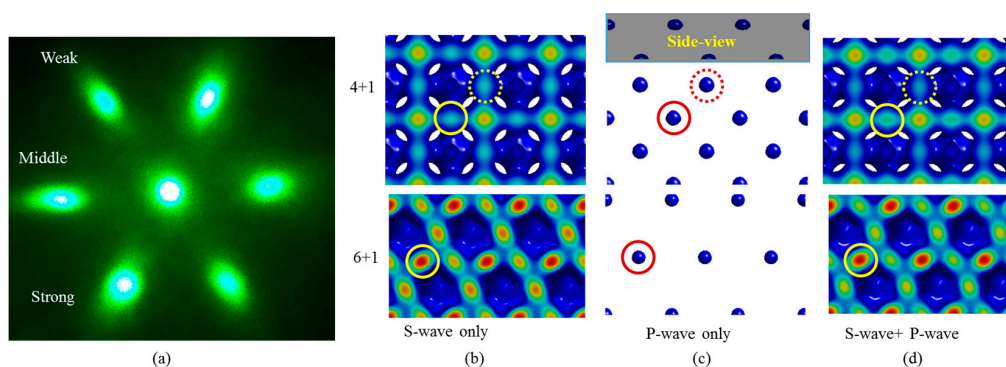 Weak
Middle
Strong
(a)
4+1
6+1
S-wave only
(b)
Side-view
P-wave only
(c)
S-wave+ P-wave
(d)